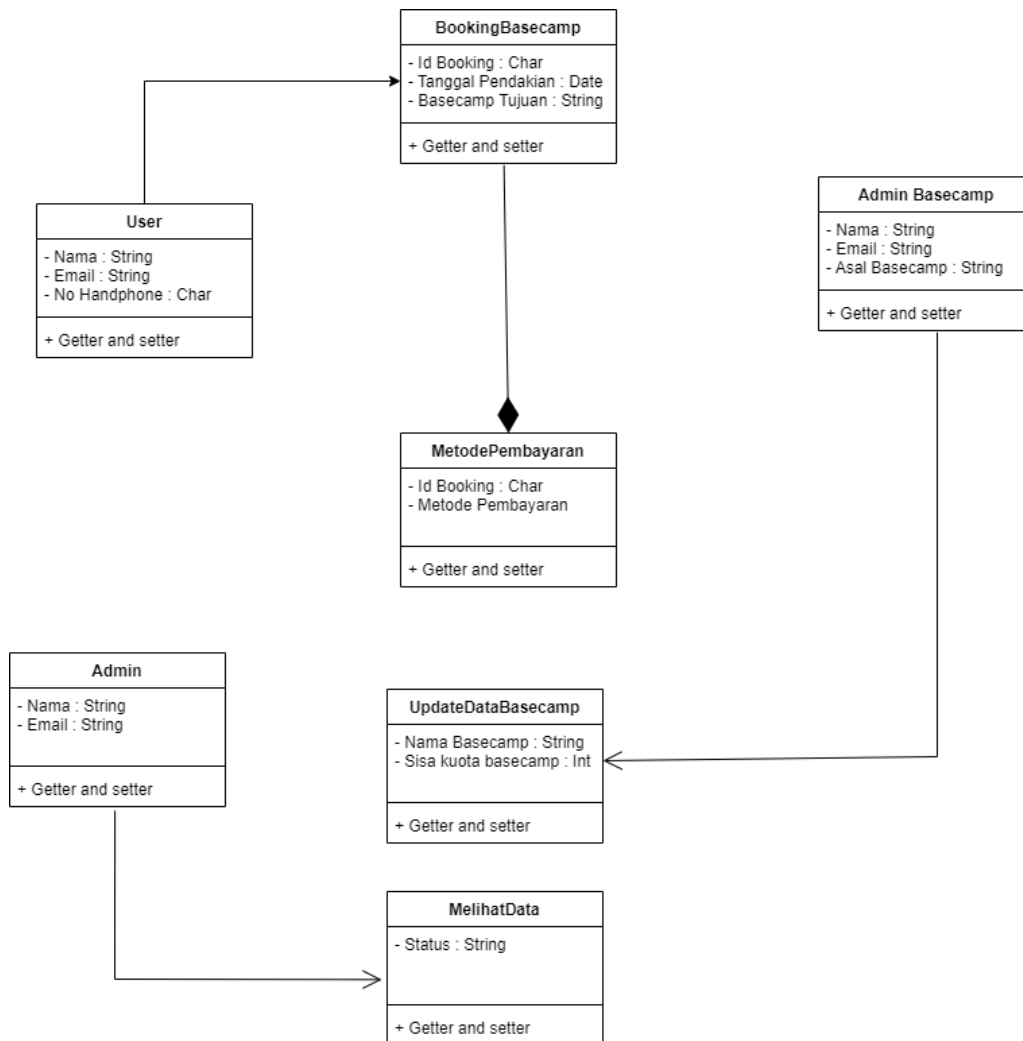 BookingBasecamp
- Id Booking : Char
- Tanggal Pendakian : Date
- Basecamp Tujuan : String
+ Getter and setter
User
- Nama : String
- Email : String
- No Handphone : Char
+ Getter and setter
Admin Basecamp
- Nama : String
- Email : String
- Asal Basecamp : String
+ Getter and setter
MetodePembayaran
- Id Booking : Char
- Metode Pembayaran
+ Getter and setter
Admin
- Nama : String
- Email : String
+ Getter and setter
UpdateDataBasecamp
- Nama Basecamp : String
- Sisa kuota basecamp : Int
+ Getter and setter
MelihatData
- Status : String
+ Getter and setter